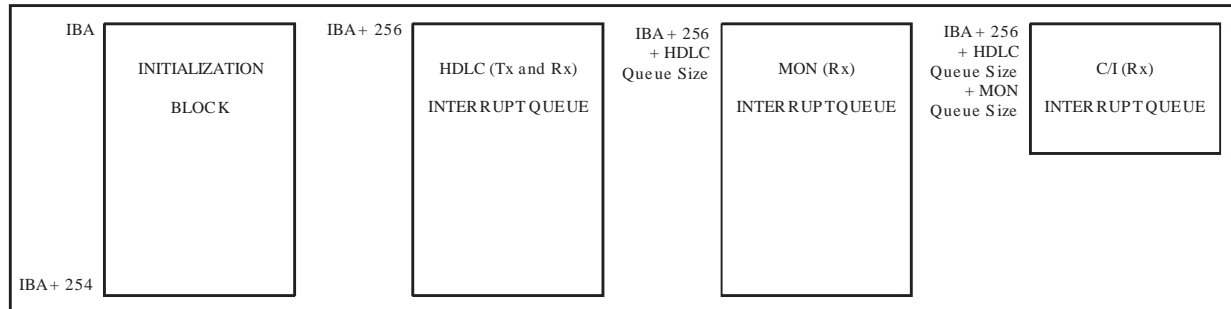 IBA
INITIALIZATION
BLOCK
IBA + 254
IBA + 256
HDLC (Tx and Rx)
INTERRUPT QUEUE
IBA + 256
+ HDLC
Queue Size
MON (Rx)
INTERRUPT QUEUE
IBA + 256
+ HDLC
Queue Size
+ MON
Queue Size
C/I (Rx)
INTERRUPT QUEUE